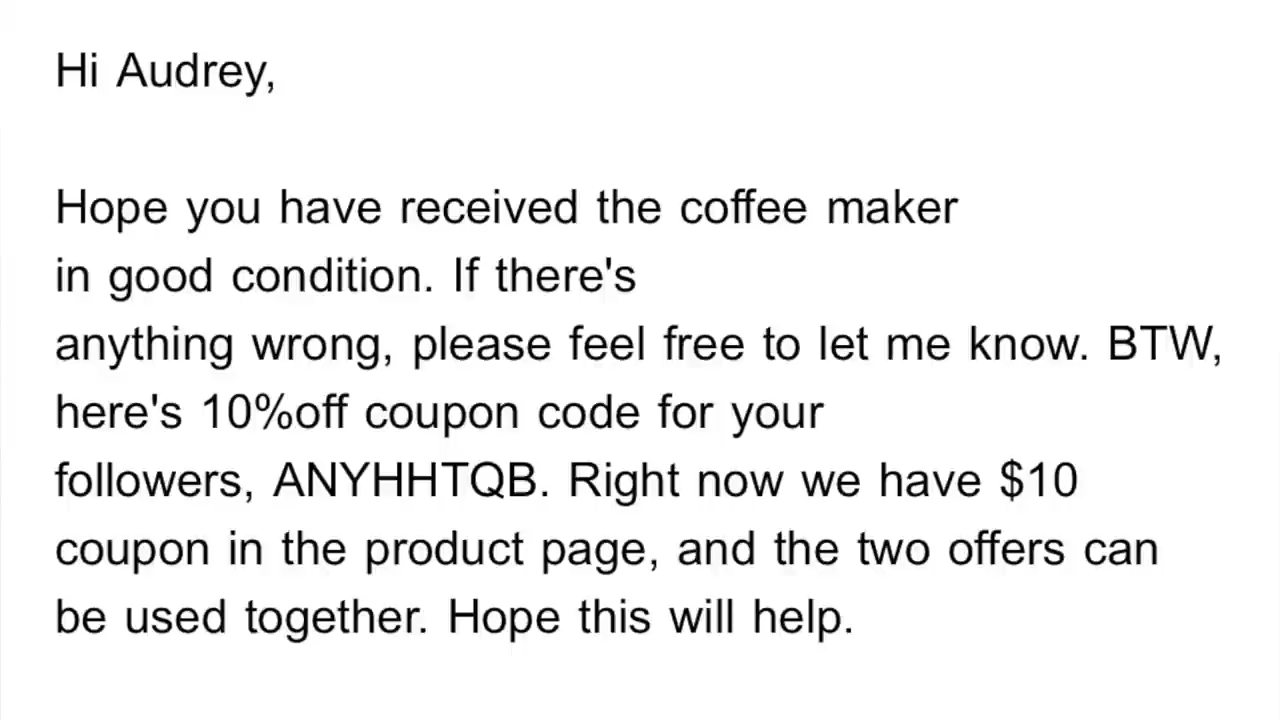 Hi Audrey,
Hope you have received the coffee maker
in good condition. If there's
anything wrong, please feel free to let me know. BTW,
here's 10%off coupon code for your
followers, ANYHHTQB. Right now we have $10
coupon in the product page, and the two offers can
be used together. Hope this will help.